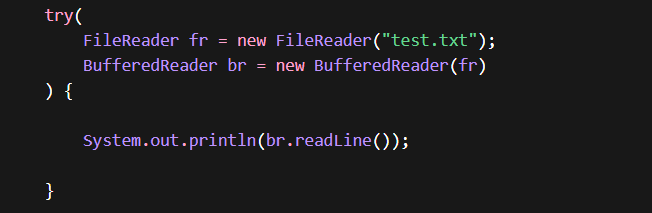 try(
FileReader fr = new FileReader("test.txt");
BufferedReader br = new BufferedReader(fr)
) {
System.out.println(br.readLine());
}